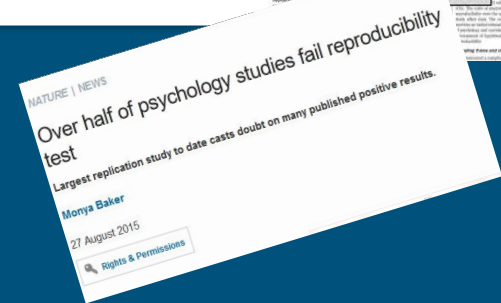 NATURE | NEWS
Over half of psychology studies fail reproducibility
test
Largest replication study to date casts doubt on many published positive results.
Monya Baker
27 August 2015
Rights & Permissions